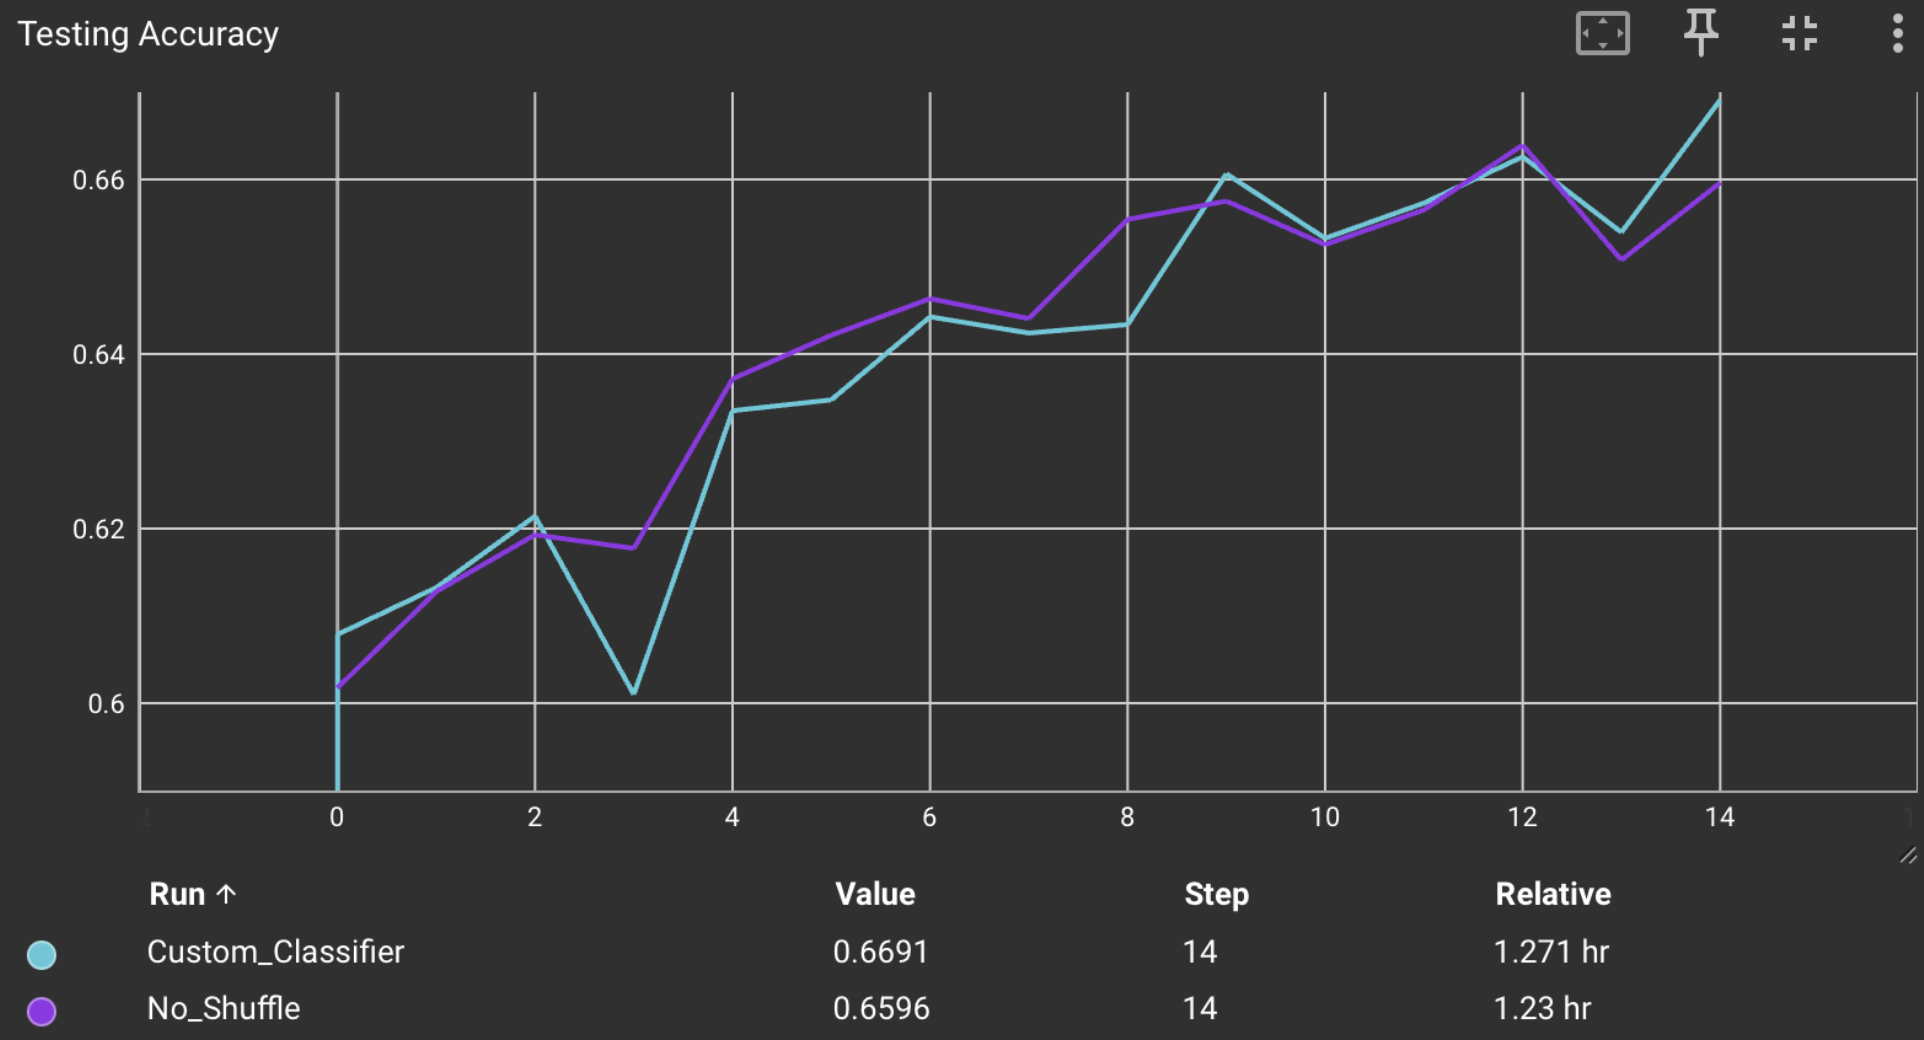 Testing Accuracy
0.66
0.64
0.62
0.6
0 2 4 6 8 10 12 14
Run ↑ Value Step Relative
Custom_Classifier 0.6691 14 1.271 hr
No_Shuffle 0.6596 14 1.23 hr